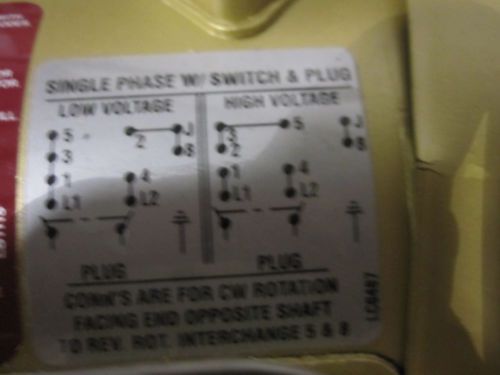 SINGLE PHASE W/ SWITCH & PLUG
LOW VOLTAGE HIGH VOLTAGE
5 2 J 3 5 J
3 8 2 8
1 4 1 4
L1 L2 L1 L2
PLUG PLUG
CONN'S ARE FOR CW ROTATION
FACING END OPPOSITE SHAFT
TO REV. ROT. INTERCHANGE 5 & 8